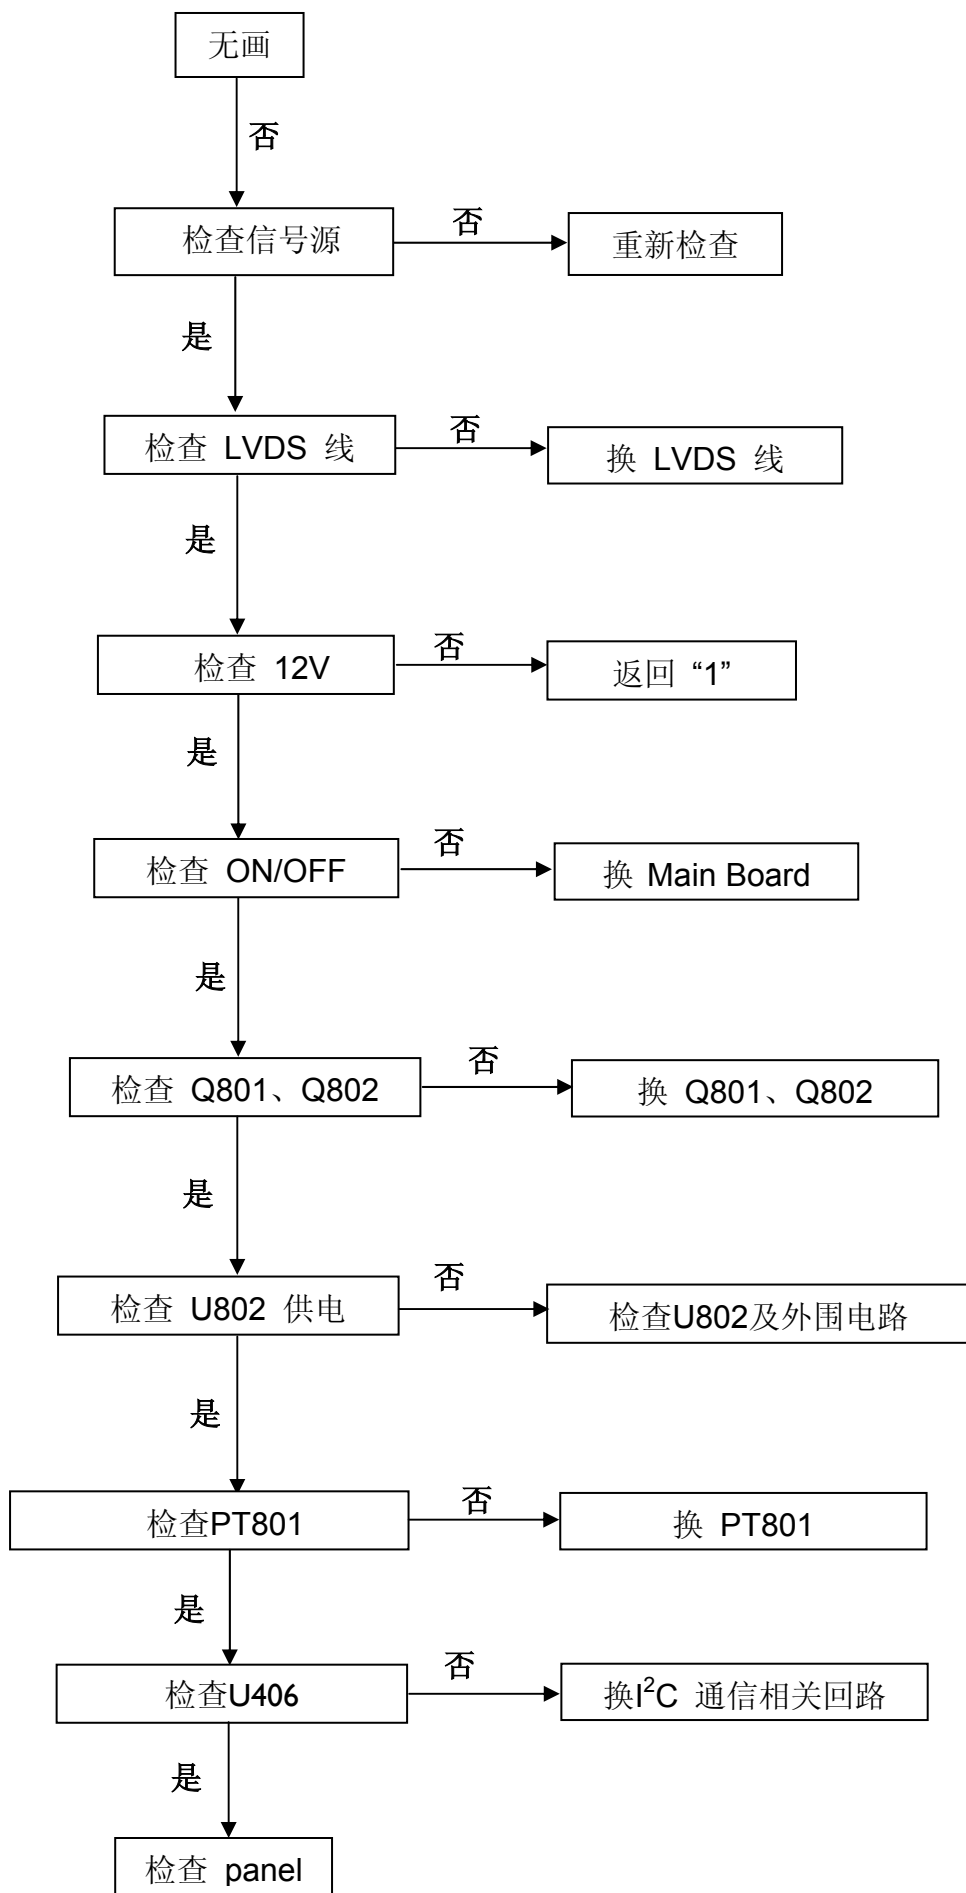 无画
否
检查信号源
否
重新检查
是
检查 LVDS 线
否
换 LVDS 线
是
检查 12V
否
返回 “1”
是
检查 ON/OFF
否
换 Main Board
是
检查 Q801、Q802
否
换 Q801、Q802
是
检查 U802 供电
否
检查U802及外围电路
是
检查PT801
否
换 PT801
是
检查U406
否
换I²C 通信相关回路
是
检查 panel